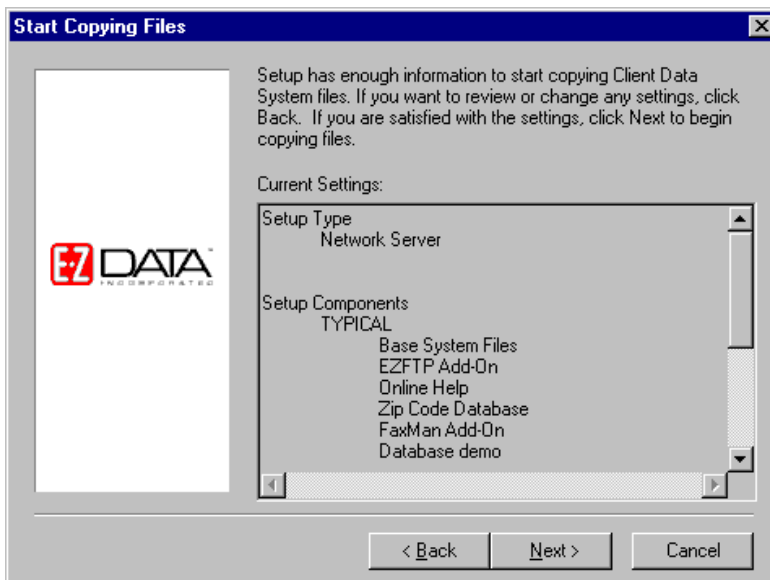 Start Copying Files
Setup has enough information to start copying Client Data
System files. If you want to review or change any settings, click
Back.  If you are satisfied with the settings, click Next to begin
copying files.
Current Settings:
Setup Type
Network Server
Setup Components
TYPICAL
Base System Files
EZFTP Add-On
Online Help
Zip Code Database
FaxMan Add-On
Database demo
E-Z DATA
INCORPORATED
< Back
Next >
Cancel